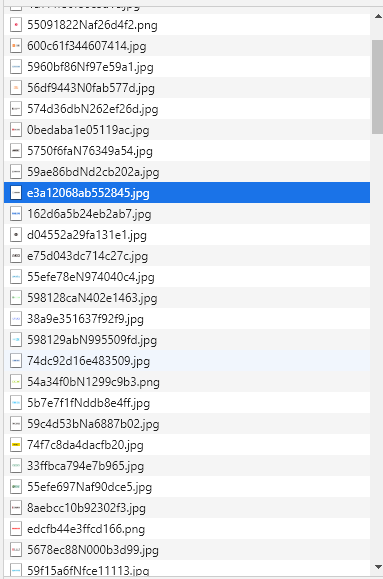 55091822Naf26d4f2.png
600c61f344607414.jpg
5960bf86Nf97e59a1.jpg
56df9443N0fab577d.jpg
574d36dbN262ef26d.jpg
0bedaba1e05119ac.jpg
5750f6faN76349a54.jpg
59ae86bdNd2cb202a.jpg
e3a12068ab552845.jpg
162d6a5b24eb2ab7.jpg
d04552a29fa131e1.jpg
e75d043dc714c27c.jpg
55efe78eN974040c4.jpg
598128caN402e1463.jpg
38a9e351637f92f9.jpg
598129abN995509fd.jpg
74dc92d16e483509.jpg
54a34f0bN1299c9b3.png
5b7e7f1fNddb8e4ff.jpg
59c4d53bNa6887b02.jpg
74f7c8da4dacfb20.jpg
33ffbca794e7b965.jpg
55efe697Naf90dce5.jpg
8aebcc10b92302f3.jpg
edcfb44e3ffcd166.png
5678ec88N000b3d99.jpg
59f15a6fNfce11113.jpg